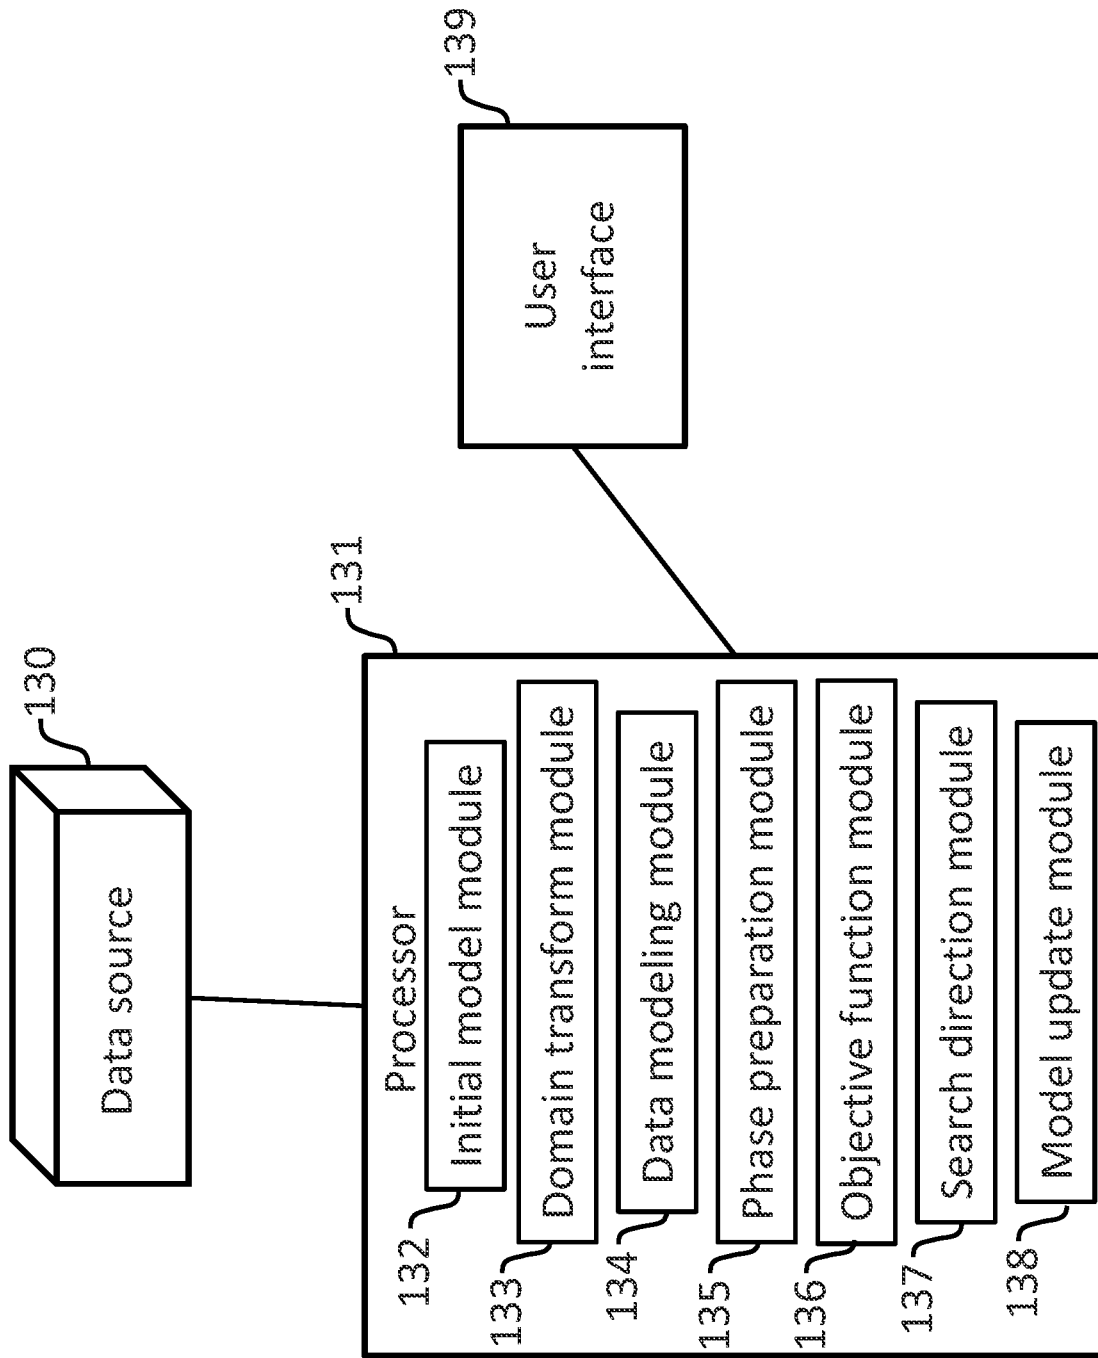 130
Data source
131
Processor
132
Initial model module
133
Domain transform module
134
Data modeling module
135
Phase preparation module
136
Objective function module
137
Search direction module
138
Model update module
139
User
interface